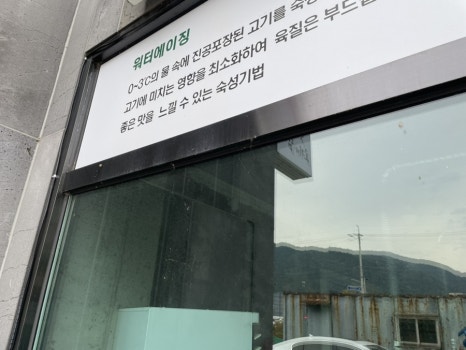 워터에이징
0~3℃의 물 속에 진공포장된 고기를
고기에 미치는 영향을 최소화하여 육질은
좋은 맛을 느낄 수 있는 숙성기법